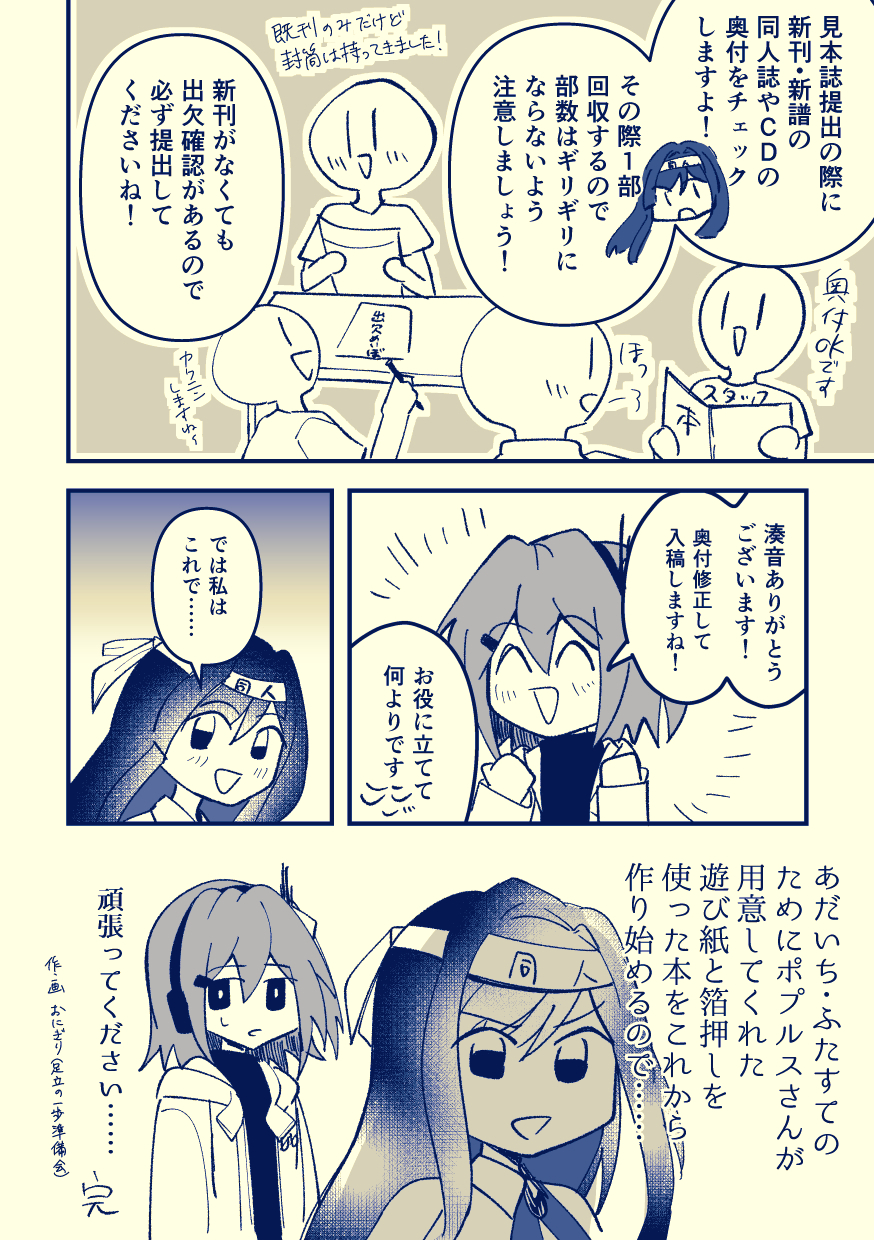 見本誌提出の際に
新刊・新譜の
同人誌やCDの
奥付をチェック
しますよ！
同人
その際1部
回収するので
部数はギリギリに
ならないよう
注意しましょう！
奥付OKです
スタッフ
本
ほっ
既刊のみだけど
封筒は持ってきました！
新刊がなくても
出欠確認があるので
必ず提出して
くださいね！
出欠めいぼ
カクニン
しますね〜
湊音ありがとう
ございます！
奥付修正して
入稿しますね！
お役に立てて
何よりです
では私は
これで……
同人
あだいち・ふたすての
ためにポプルスさんが
用意してくれた
遊び紙と箔押しを
使った本をこれから
作り始めるので……
同人
頑張ってください……
完
作・画 おにぎり（足立の一歩準備会）